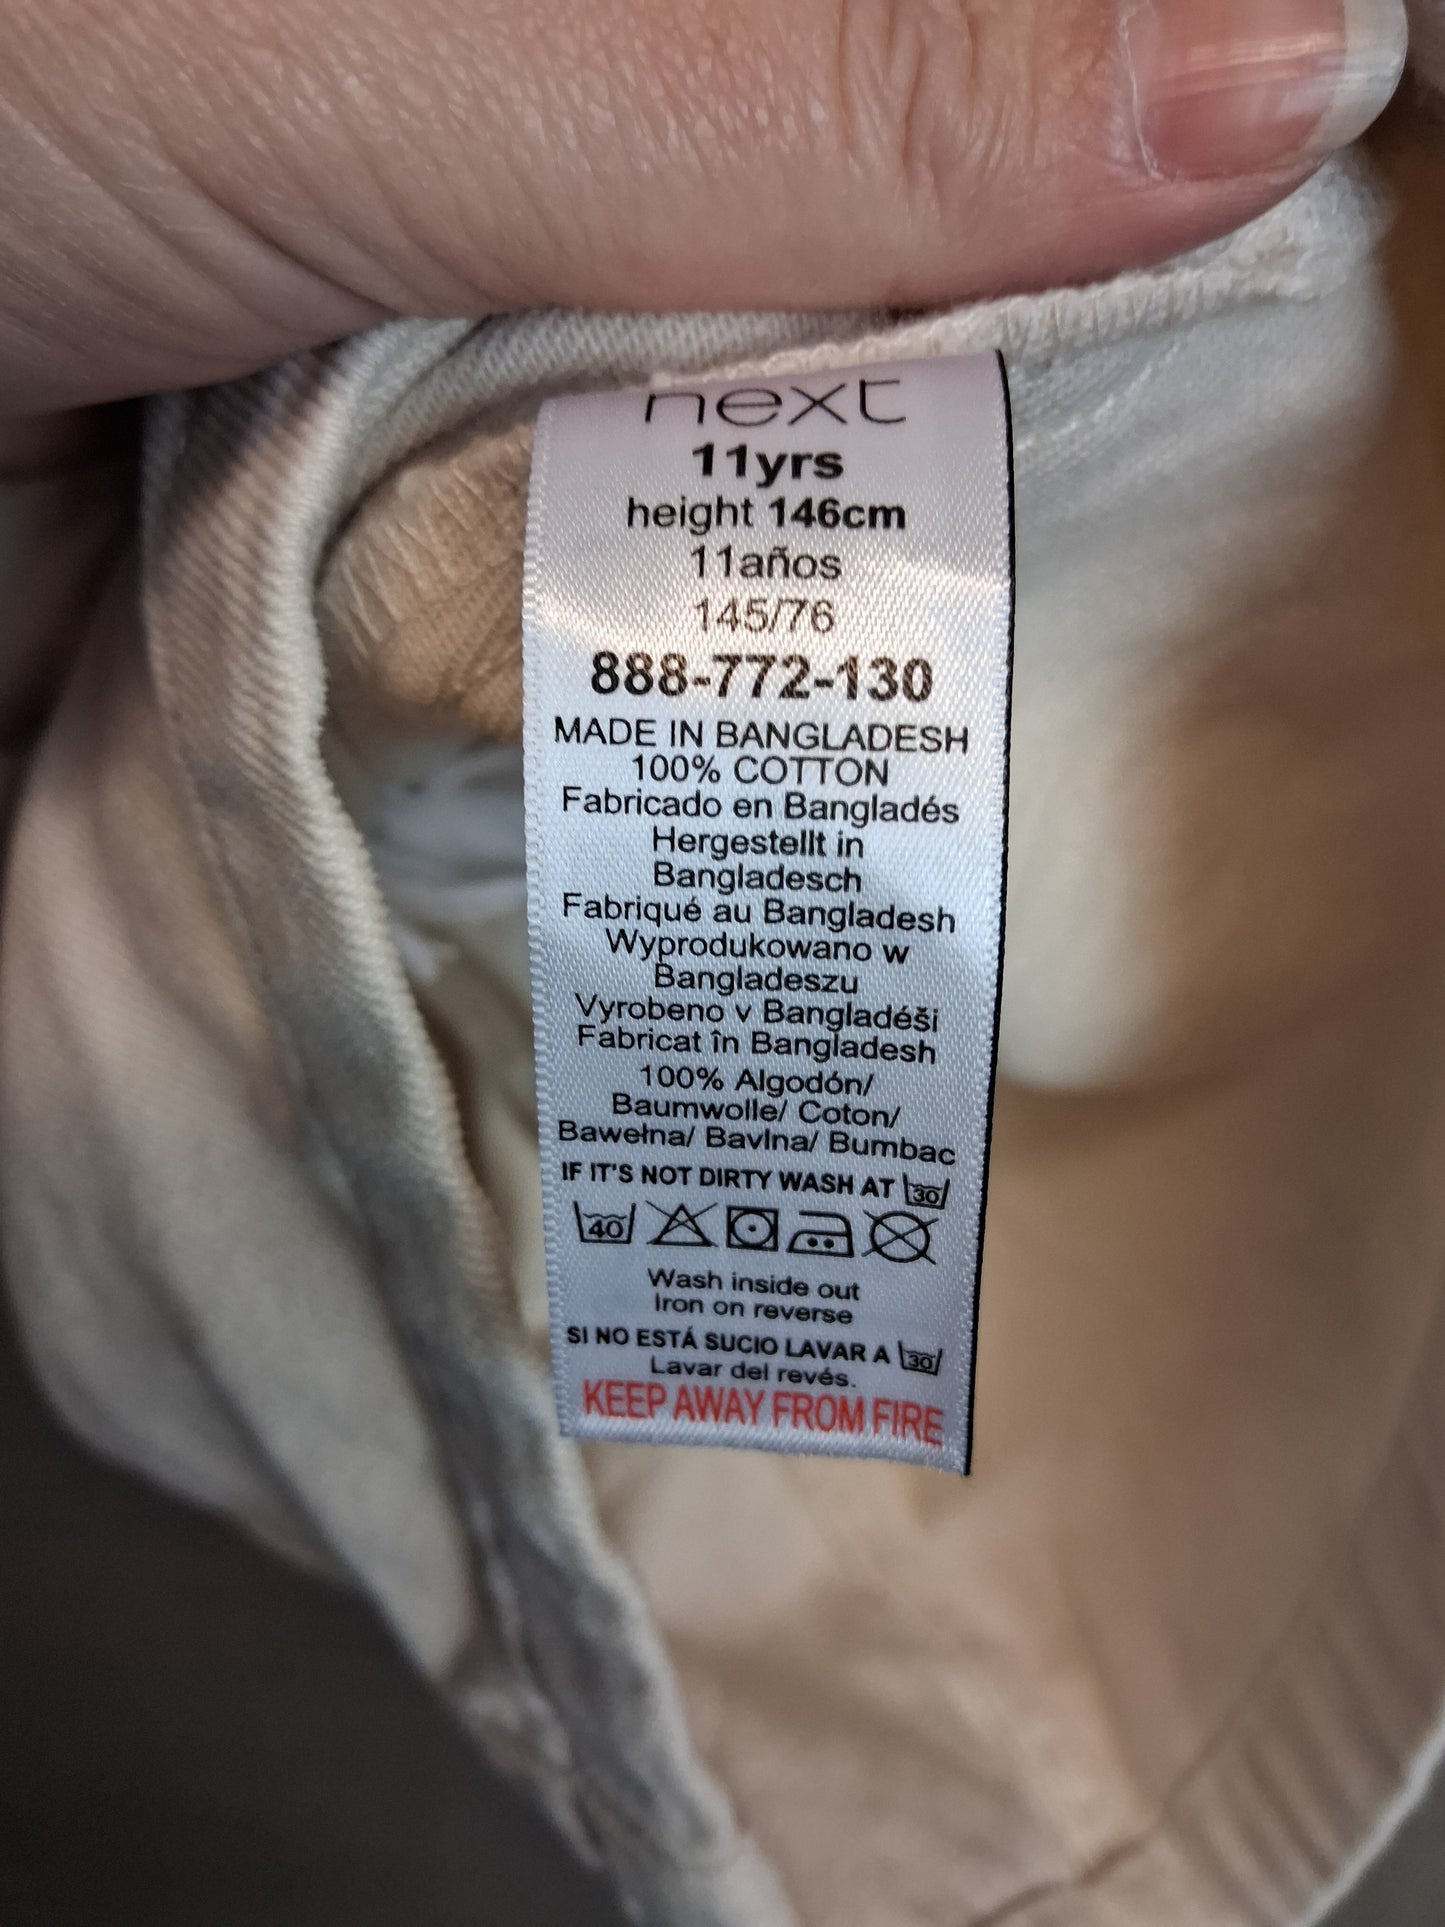 next
11yrs
height 146cm
11años
145/76
888-772-130
MADE IN BANGLADESH
100% COTTON
Fabricado en Bangladés
Hergestellt in
Bangladesch
Fabriqué au Bangladesh
Wyprodukowano w
Bangladeszu
Vyrobeno v Bangladéši
Fabricat în Bangladesh
100% Algodón/
Baumwolle/ Coton/
Bawełna/ Bavlna/ Bumbac
IF IT'S NOT DIRTY WASH AT 30
40
Wash inside out
Iron on reverse
SI NO ESTÁ SUCIO LAVAR A 30
Lavar del revés.
KEEP AWAY FROM FIRE